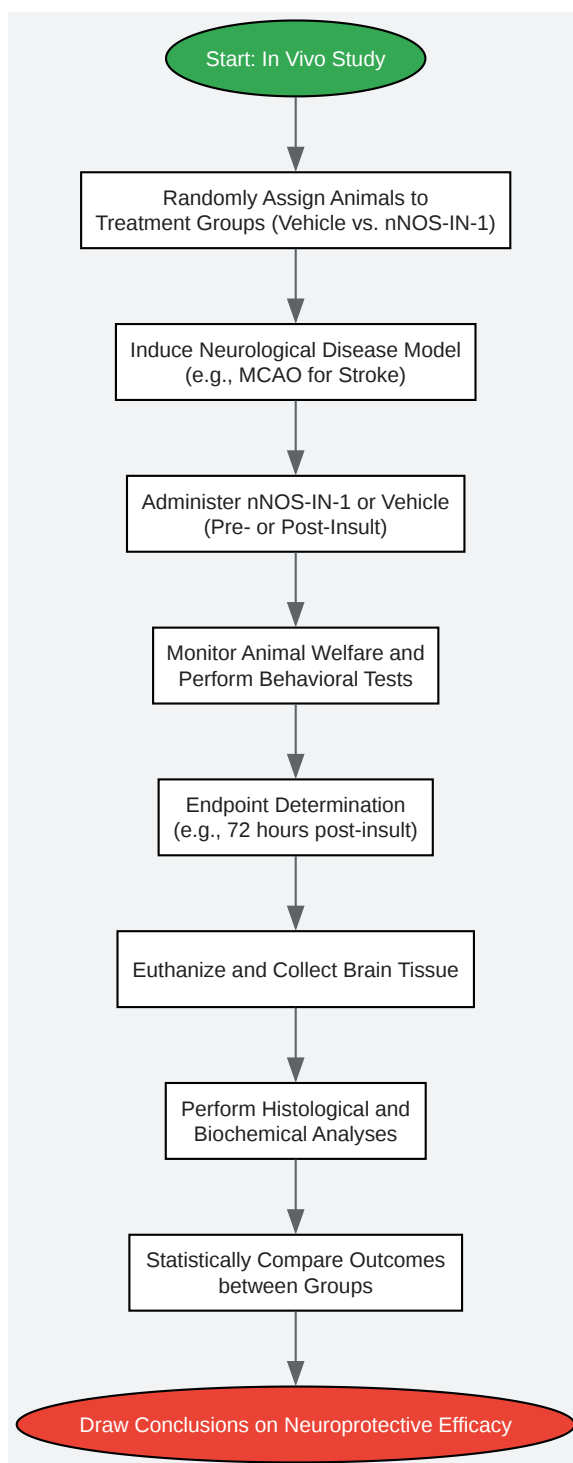 Start: In Vivo Study
Randomly Assign Animals to
Treatment Groups (Vehicle vs. nNOS-IN-1)
Induce Neurological Disease Model
(e.g., MCAO for Stroke)
Administer nNOS-IN-1 or Vehicle
(Pre- or Post-Insult)
Monitor Animal Welfare and
Perform Behavioral Tests
Endpoint Determination
(e.g., 72 hours post-insult)
Euthanize and Collect Brain Tissue
Perform Histological and
Biochemical Analyses
Statistically Compare Outcomes
between Groups
Draw Conclusions on Neuroprotective Efficacy